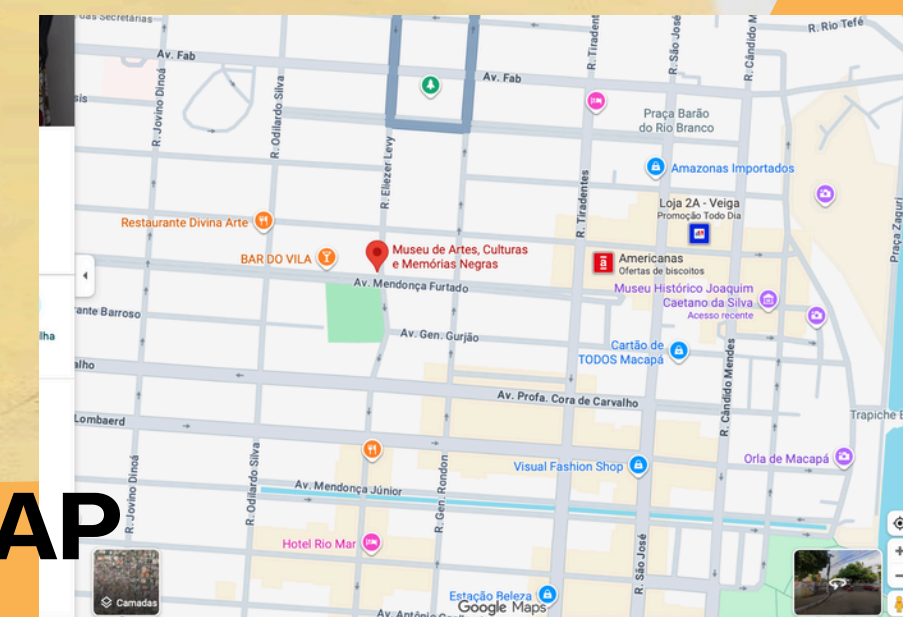 das Secretárias
R. Rio Tefé
Av. Fab
Av. Fab
R. Jovino Dinoá
R. Odilardo Silva
R. Eliezer Levy
R. Tiradentes
R. São José
R. Cândido M
sis
Praça Barão
do Rio Branco
Amazonas Importados
Loja 2A - Veiga
Promoção Todo Dia
Restaurante Divina Arte
BAR DO VILA
Museu de Artes, Culturas
e Memórias Negras
R. Tiradentes
Americanas
Ofertas de biscoitos
Praça Zaguri
Av. Mendonça Furtado
Museu Histórico Joaquim
Caetano da Silva
Acesso recente
rante Barroso
lha
Av. Gen. Gurjão
Cartão de
TODOS Macapá
alho
Av. Profa. Cora de Carvalho
R. Cândido Mendes
Trapiche E
Lombaerd
Visual Fashion Shop
Orla de Macapá
R. Jovino Dinoá
R. Odilardo Silva
R. Gen. Rondon
Av. Mendonça Júnior
AP
Hotel Rio Mar
R. São José
Camadas
Estação Beleza
Google Maps